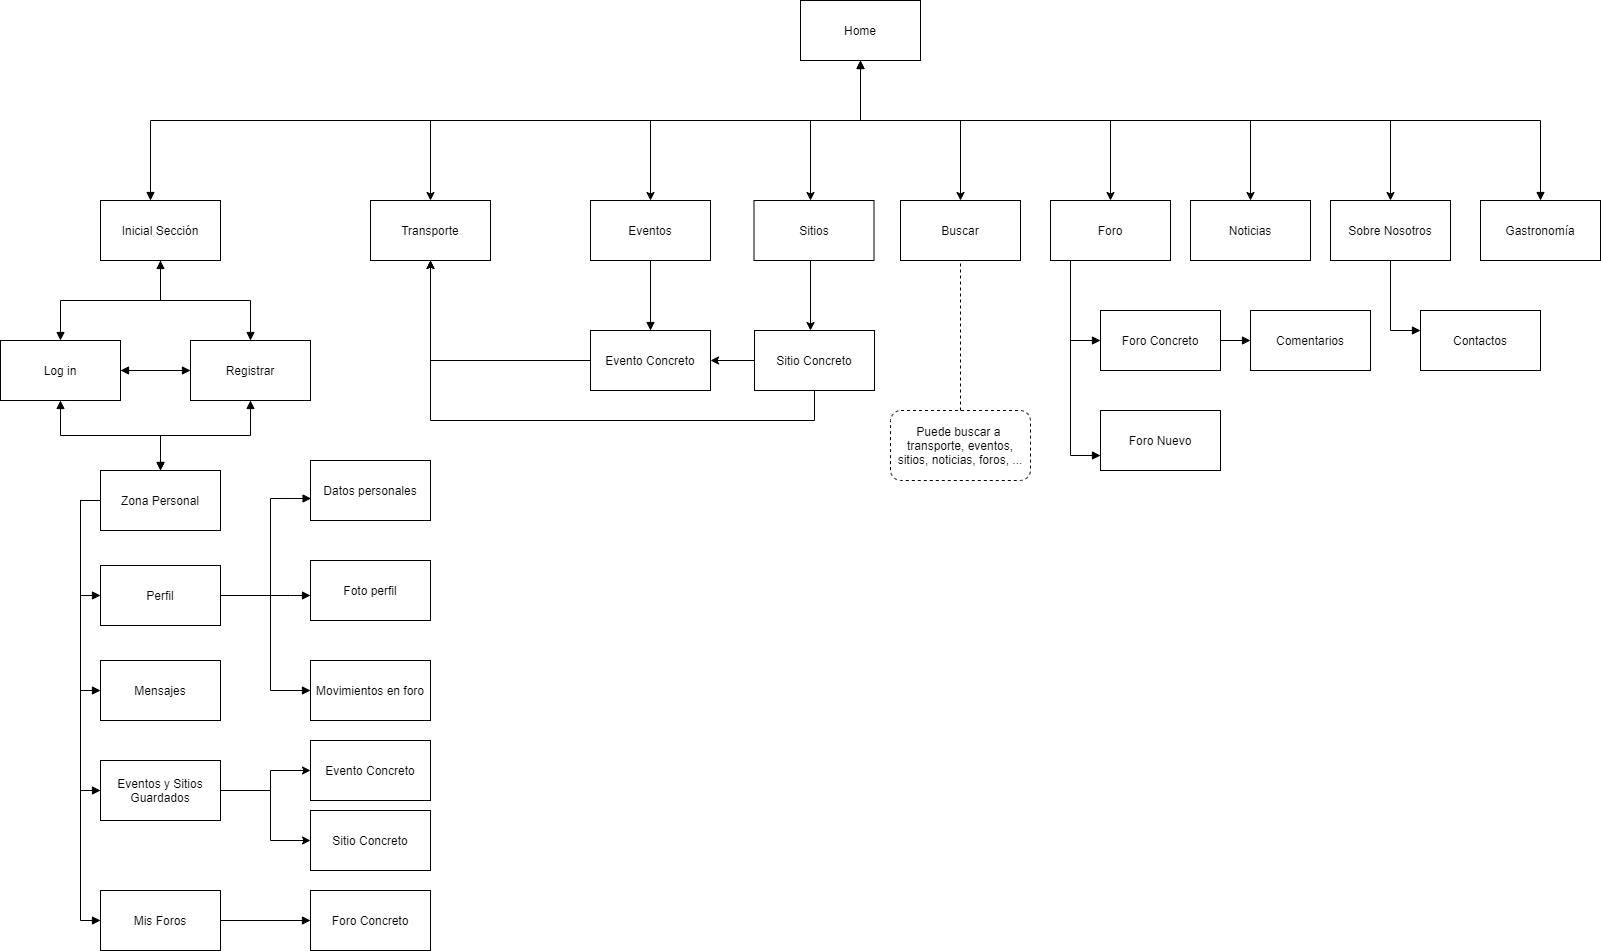 Home
Inicial Sección
Transporte
Eventos
Sitios
Buscar
Foro
Noticias
Sobre Nosotros
Gastronomía
Log in
Registrar
Evento Concreto
Sitio Concreto
Foro Concreto
Comentarios
Contactos
Puede buscar a
transporte, eventos,
sitios, noticias, foros, ...
Foro Nuevo
Zona Personal
Datos personales
Perfil
Foto perfil
Mensajes
Movimientos en foro
Eventos y Sitios
Guardados
Evento Concreto
Sitio Concreto
Mis Foros
Foro Concreto